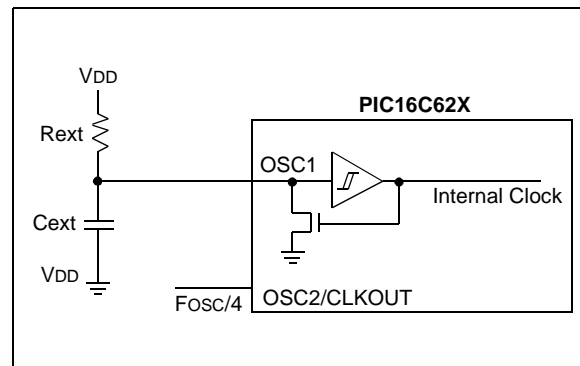 VDD
PIC16C62X
Rext
OSC1
Internal Clock
Cext
VDD
FOSC/4
OSC2/CLKOUT